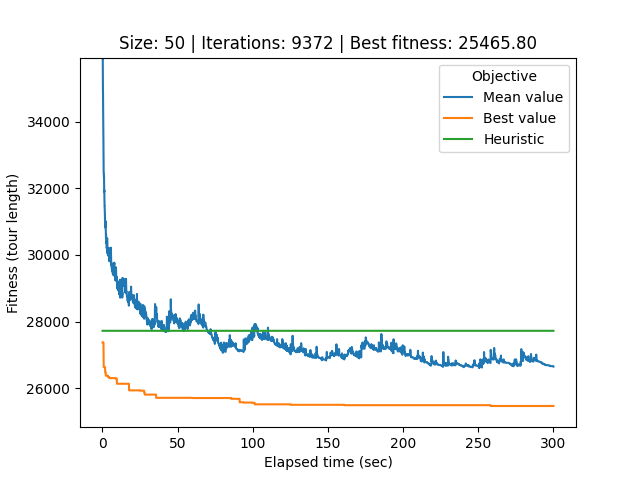 Size: 50 | Iterations: 9372 | Best fitness: 25465.80
Objective
Mean value
Best value
Heuristic
Fitness (tour length)
34000
32000
30000
28000
26000
0 50 100 150 200 250 300
Elapsed time (sec)